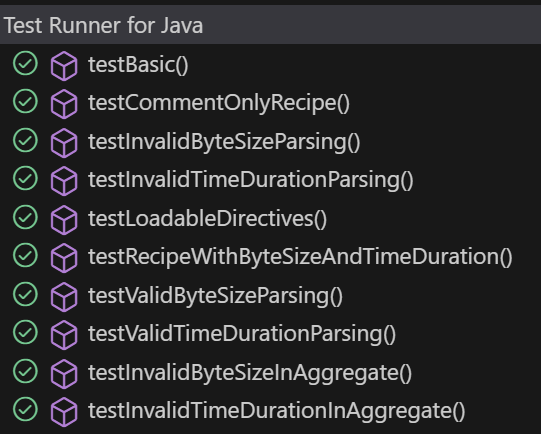 Test Runner for Java
testBasic()
testCommentOnlyRecipe()
testInvalidByteSizeParsing()
testInvalidTimeDurationParsing()
testLoadableDirectives()
testRecipeWithByteSizeAndTimeDuration()
testValidByteSizeParsing()
testValidTimeDurationParsing()
testInvalidByteSizeInAggregate()
testInvalidTimeDurationInAggregate()